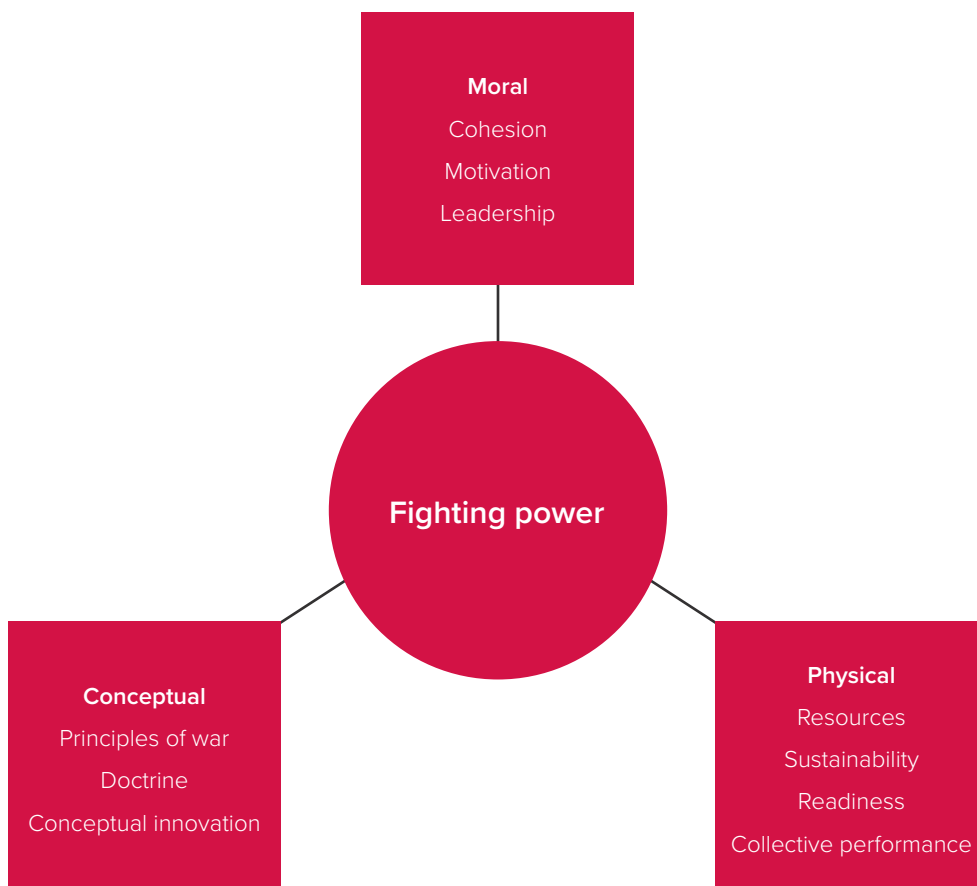 Moral
Cohesion
Motivation
Leadership
Fighting power
Conceptual
Principles of war
Doctrine
Conceptual innovation
Physical
Resources
Sustainability
Readiness
Collective performance